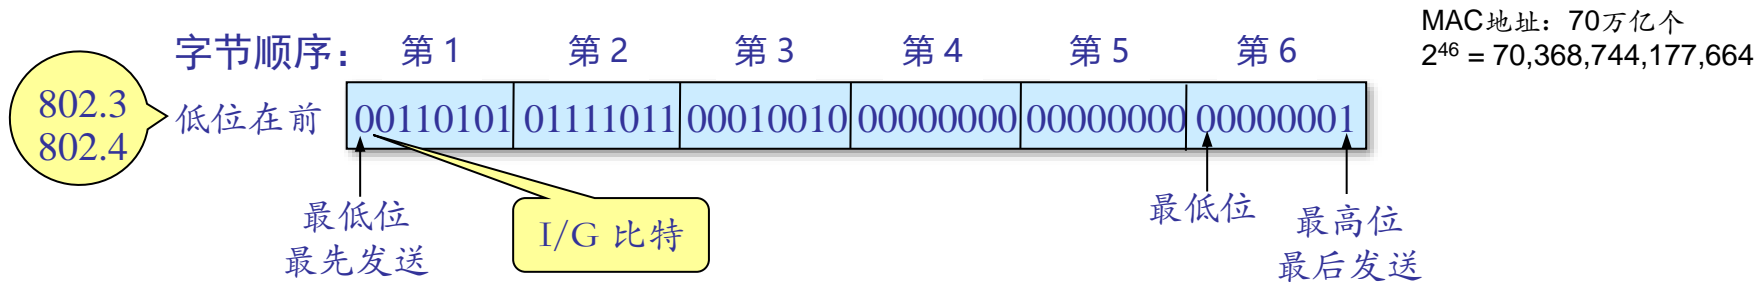 MAC地址：70万亿个
2^46 = 70,368,744,177,664
字节顺序： 第 1 第 2 第 3 第 4 第 5 第 6
802.3
802.4
低位在前 00110101 01111011 00010010 00000000 00000000 00000001
最低位
最先发送
I/G 比特
最低位
最高位
最后发送